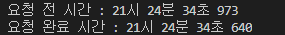 요청 전 시간 : 21시 24분 34초 973
요청 완료 시간 : 21시 24분 34초 640